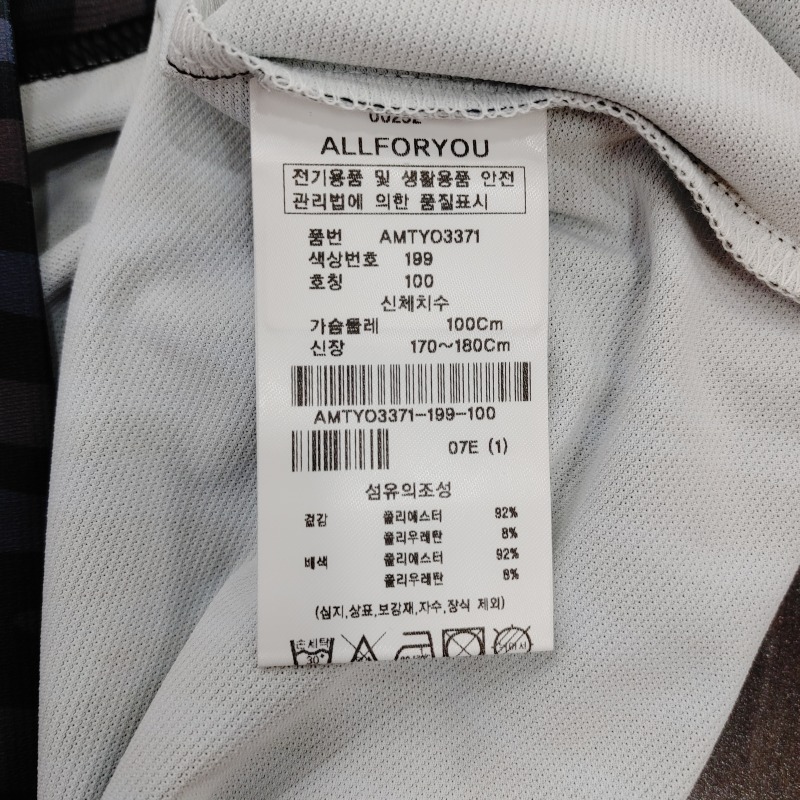 00252
ALLFORYOU
전기용품 및 생활용품 안전
관리법에 의한 품질표시
품번 AMTYO3371
색상번호 199
호칭 100
신체치수
가슴둘레 100Cm
신장 170~180Cm
AMTYO3371-199-100
07E (1)
섬유의조성
겉감 폴리에스터 92%
폴리우레탄 8%
배색 폴리에스터 92%
폴리우레탄 8%
(심지,상표,보강재,자수,장식 제외)
손세탁
30°